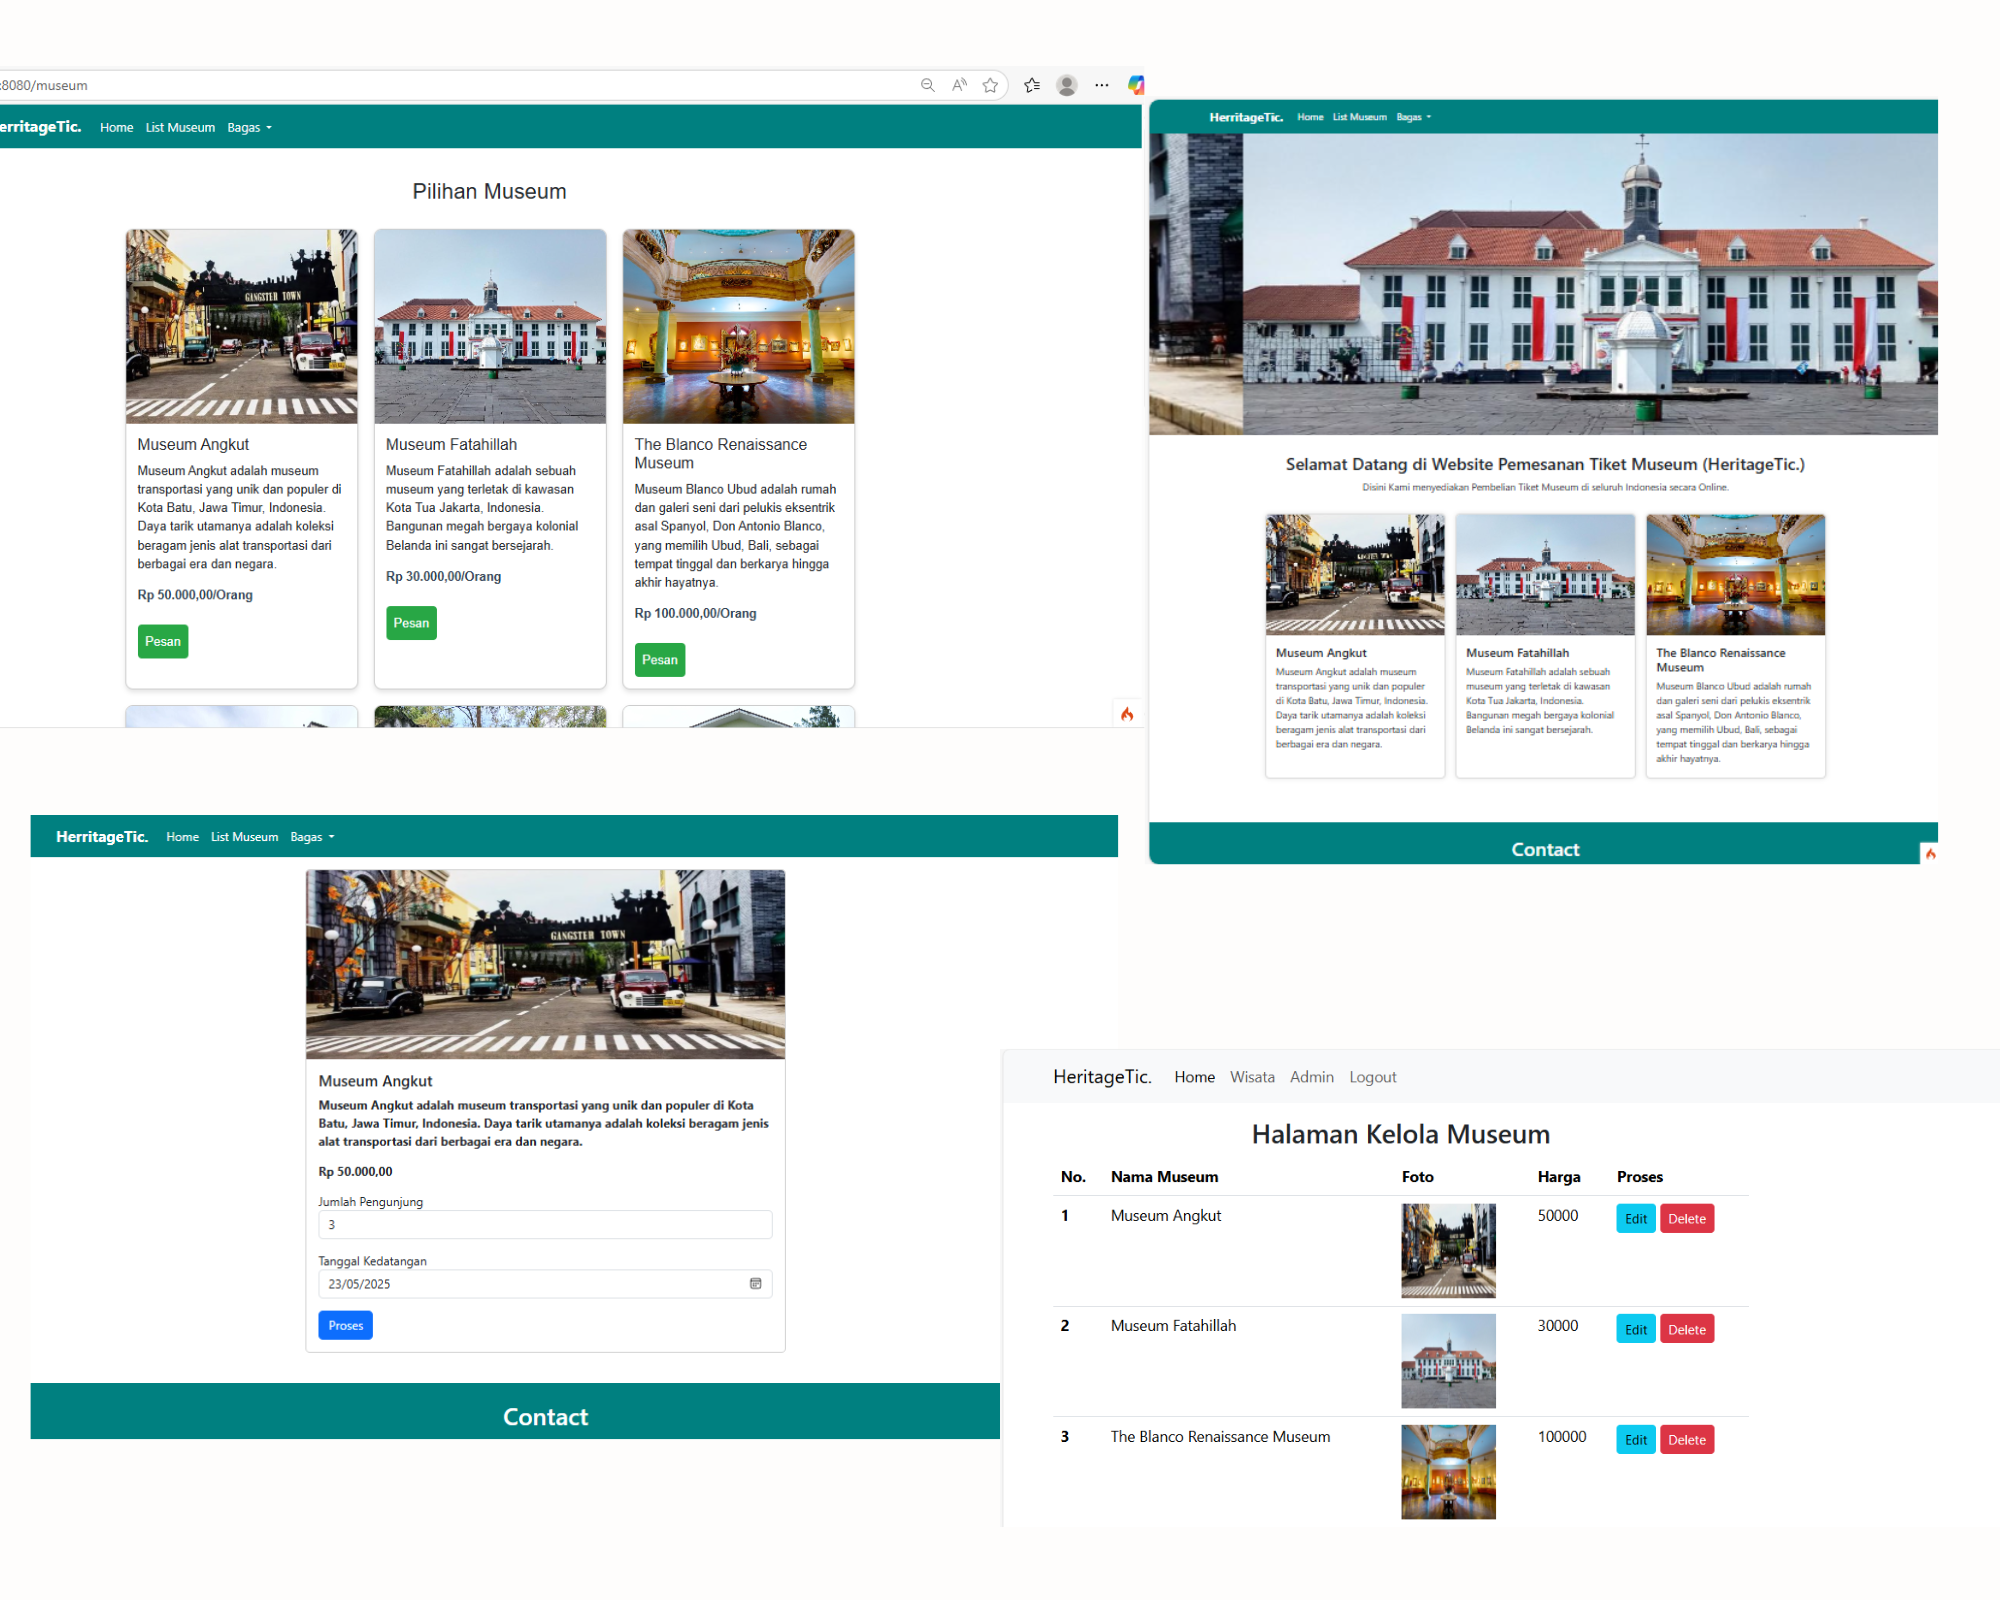 :8080/museum
erritageTic. Home List Museum Bagas
Pilihan Museum
GANGSTER TOWN
Museum Angkut
Museum Angkut adalah museum
transportasi yang unik dan populer di
Kota Batu, Jawa Timur, Indonesia.
Daya tarik utamanya adalah koleksi
beragam jenis alat transportasi dari
berbagai era dan negara.
Rp 50.000,00/Orang
Pesan
Museum Fatahillah
Museum Fatahillah adalah sebuah
museum yang terletak di kawasan
Kota Tua Jakarta, Indonesia.
Bangunan megah bergaya kolonial
Belanda ini sangat bersejarah.
Rp 30.000,00/Orang
Pesan
The Blanco Renaissance
Museum
Museum Blanco Ubud adalah rumah
dan galeri seni dari pelukis eksentrik
asal Spanyol, Don Antonio Blanco,
yang memilih Ubud, Bali, sebagai
tempat tinggal dan berkarya hingga
akhir hayatnya.
Rp 100.000,00/Orang
Pesan
HerritageTic. Home List Museum Bagas
Selamat Datang di Website Pemesanan Tiket Museum (HeritageTic.)
Disini Kami menyediakan Pembelian Tiket Museum di seluruh Indonesia secara Online.
Museum Angkut
Museum Angkut adalah museum
transportasi yang unik dan populer
di Kota Batu, Jawa Timur, Indonesia.
Daya tarik utamanya adalah koleksi
beragam jenis alat transportasi dari
berbagai era dan negara.
Museum Fatahillah
Museum Fatahillah adalah sebuah
museum yang terletak di kawasan
Kota Tua Jakarta, Indonesia.
Bangunan megah bergaya kolonial
Belanda ini sangat bersejarah.
The Blanco Renaissance
Museum
Museum Blanco Ubud adalah rumah
dan galeri seni dari pelukis eksentrik
asal Spanyol, Don Antonio Blanco,
yang memilih Ubud, Bali, sebagai
tempat tinggal dan berkarya hingga
akhir hayatnya.
Contact
HerritageTic. Home List Museum Bagas
GANGSTER TOWN
Museum Angkut
Museum Angkut adalah museum transportasi yang unik dan populer di Kota
Batu, Jawa Timur, Indonesia. Daya tarik utamanya adalah koleksi beragam jenis
alat transportasi dari berbagai era dan negara.
Rp 50.000,00
Jumlah Pengunjung
3
Tanggal Kedatangan
23/05/2025
Proses
Contact
HeritageTic. Home Wisata Admin Logout
Halaman Kelola Museum
No. Nama Museum Foto Harga Proses
1 Museum Angkut 50000 Edit Delete
2 Museum Fatahillah 30000 Edit Delete
3 The Blanco Renaissance Museum 100000 Edit Delete